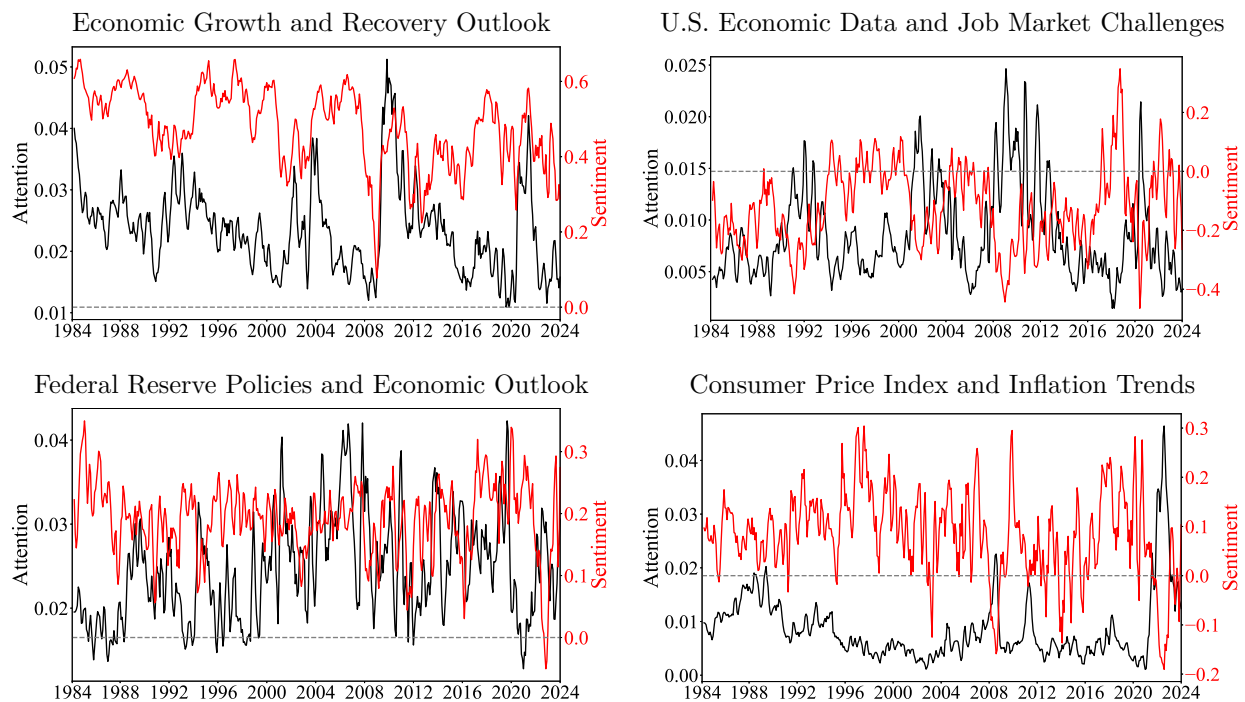 Economic Growth and Recovery Outlook
0.05
0.04
0.03
0.02
0.01
Attention
0.6
0.4
0.2
0.0
Sentiment
1984 1988 1992 1996 2000 2004 2008 2012 2016 2020 2024
U.S. Economic Data and Job Market Challenges
0.025
0.020
0.015
0.010
0.005
Attention
0.2
0.0
−0.2
−0.4
Sentiment
1984 1988 1992 1996 2000 2004 2008 2012 2016 2020 2024
Federal Reserve Policies and Economic Outlook
0.04
0.03
0.02
Attention
0.3
0.2
0.1
0.0
Sentiment
1984 1988 1992 1996 2000 2004 2008 2012 2016 2020 2024
Consumer Price Index and Inflation Trends
0.04
0.03
0.02
0.01
0.00
Attention
0.3
0.2
0.1
0.0
−0.1
−0.2
Sentiment
1984 1988 1992 1996 2000 2004 2008 2012 2016 2020 2024